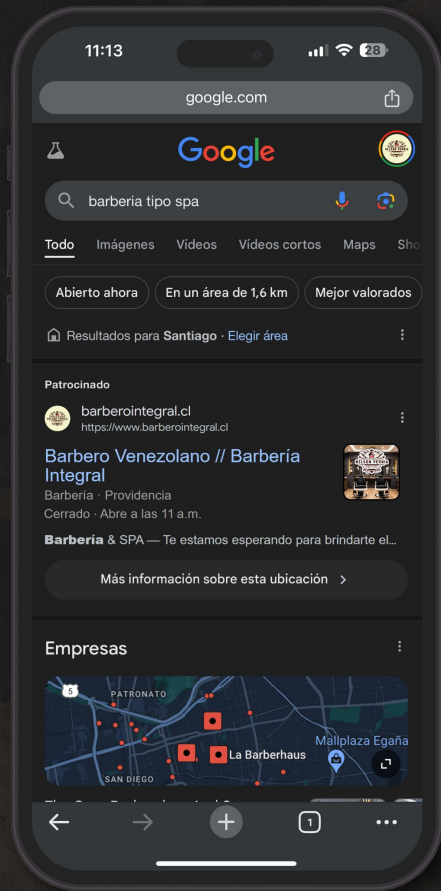 11:13
28
google.com
Google
barberia tipo spa
Todo Imágenes Vídeos Vídeos cortos Maps Sho
Abierto ahora En un área de 1,6 km Mejor valorados
Resultados para Santiago · Elegir área
Patrocinado
barberointegral.cl
https://www.barberointegral.cl
Barbero Venezolano // Barbería
Integral
Barbería · Providencia
Cerrado · Abre a las 11 a.m.
Barbería & SPA — Te estamos esperando para brindarte el...
Más información sobre esta ubicación
Empresas
5
PATRONATO
La Barberhaus
Mallplaza Egaña
SAN DIEGO
1